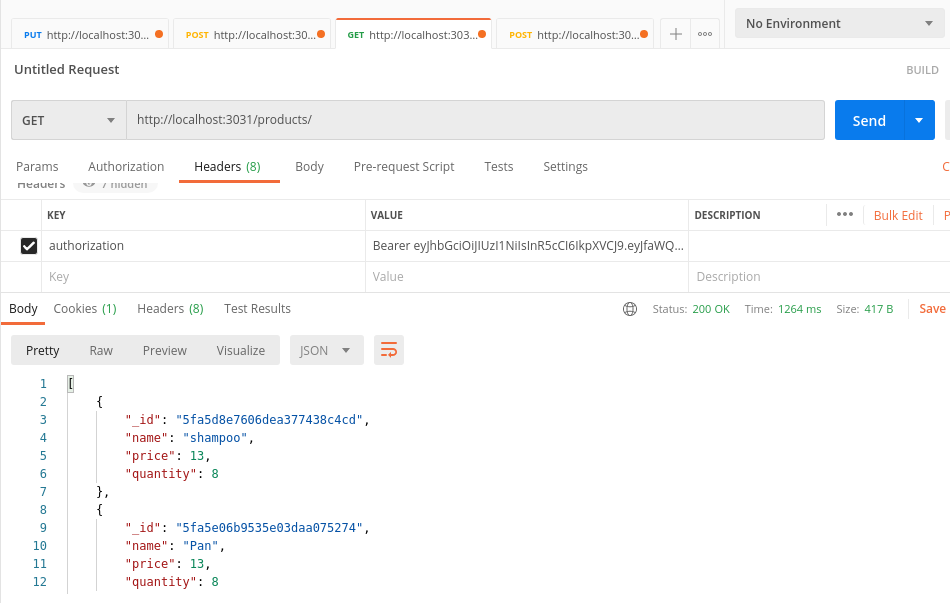 PUT http://localhost:30... POST http://localhost:30... GET http://localhost:303... POST http://localhost:30... No Environment
Untitled Request BUILD
GET http://localhost:3031/products/ Send
Params Authorization Headers (8) Body Pre-request Script Tests Settings C
Headers 7 hidden
KEY VALUE DESCRIPTION ••• Bulk Edit P
authorization Bearer eyJhbGciOiJIUzI1NiIsInR5cCI6IkpXVCJ9.eyJfaWQ...
Key Value Description
Body Cookies (1) Headers (8) Test Results Status: 200 OK Time: 1264 ms Size: 417 B Save
Pretty Raw Preview Visualize JSON
1 [
2 {
3 "_id": "5fa5d8e7606dea377438c4cd",
4 "name": "shampoo",
5 "price": 13,
6 "quantity": 8
7 },
8 {
9 "_id": "5fa5e06b9535e03daa075274",
10 "name": "Pan",
11 "price": 13,
12 "quantity": 8